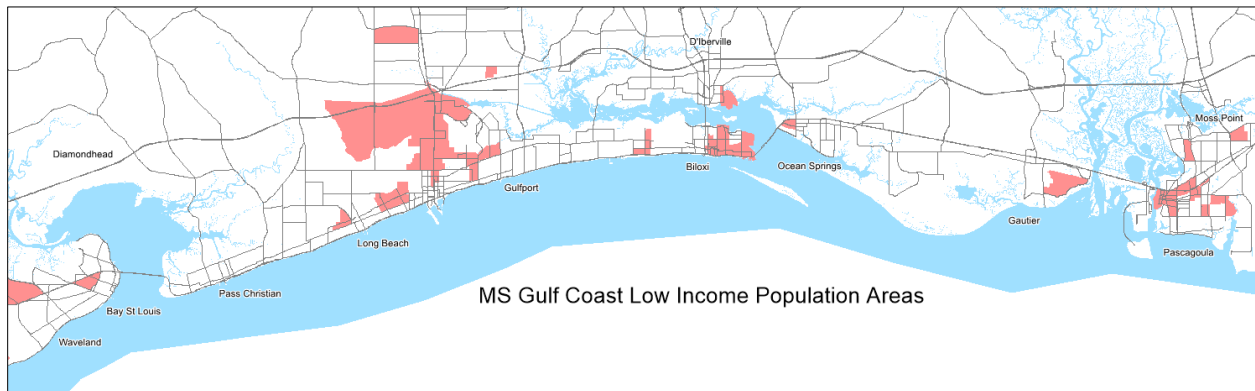 D'Iberville
Moss Point
Diamondhead
Biloxi
Ocean Springs
Gulfport
Gautier
Long Beach
Pascagoula
Pass Christian
MS Gulf Coast Low Income Population Areas
Bay St Louis
Waveland